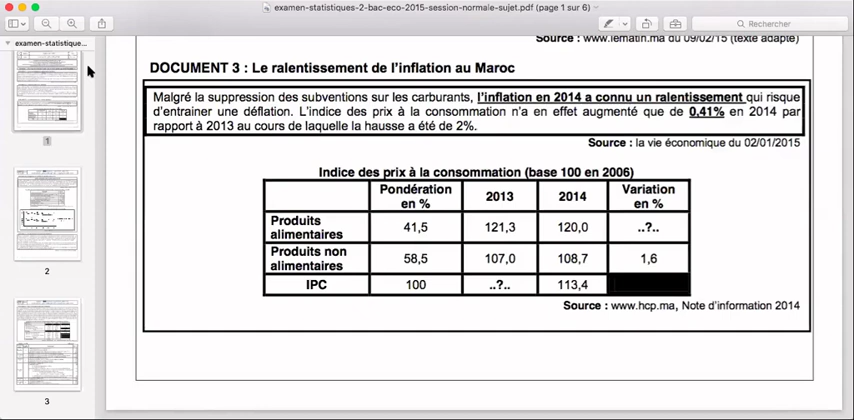 examen-statistiques-2-bac-eco-2015-session-normale-sujet.pdf (page 1 sur 6)
Rechercher
examen-statistique...
1
2
3
Source : www.lematin.ma du 09/02/15 (texte adapté)
DOCUMENT 3 : Le ralentissement de l'inflation au Maroc
Malgré la suppression des subventions sur les carburants, l'inflation en 2014 a connu un ralentissement qui risque
d'entrainer une déflation. L'indice des prix à la consommation n'a en effet augmenté que de 0.41% en 2014 par
rapport à 2013 au cours de laquelle la hausse a été de 2%.
Source : la vie économique du 02/01/2015
Indice des prix à la consommation (base 100 en 2006)
Pondération en % 2013 2014 Variation en %
Produits alimentaires 41,5 121,3 120,0 ..?..
Produits non alimentaires 58,5 107,0 108,7 1,6
IPC 100 ..?.. 113,4
Source : www.hcp.ma, Note d'information 2014